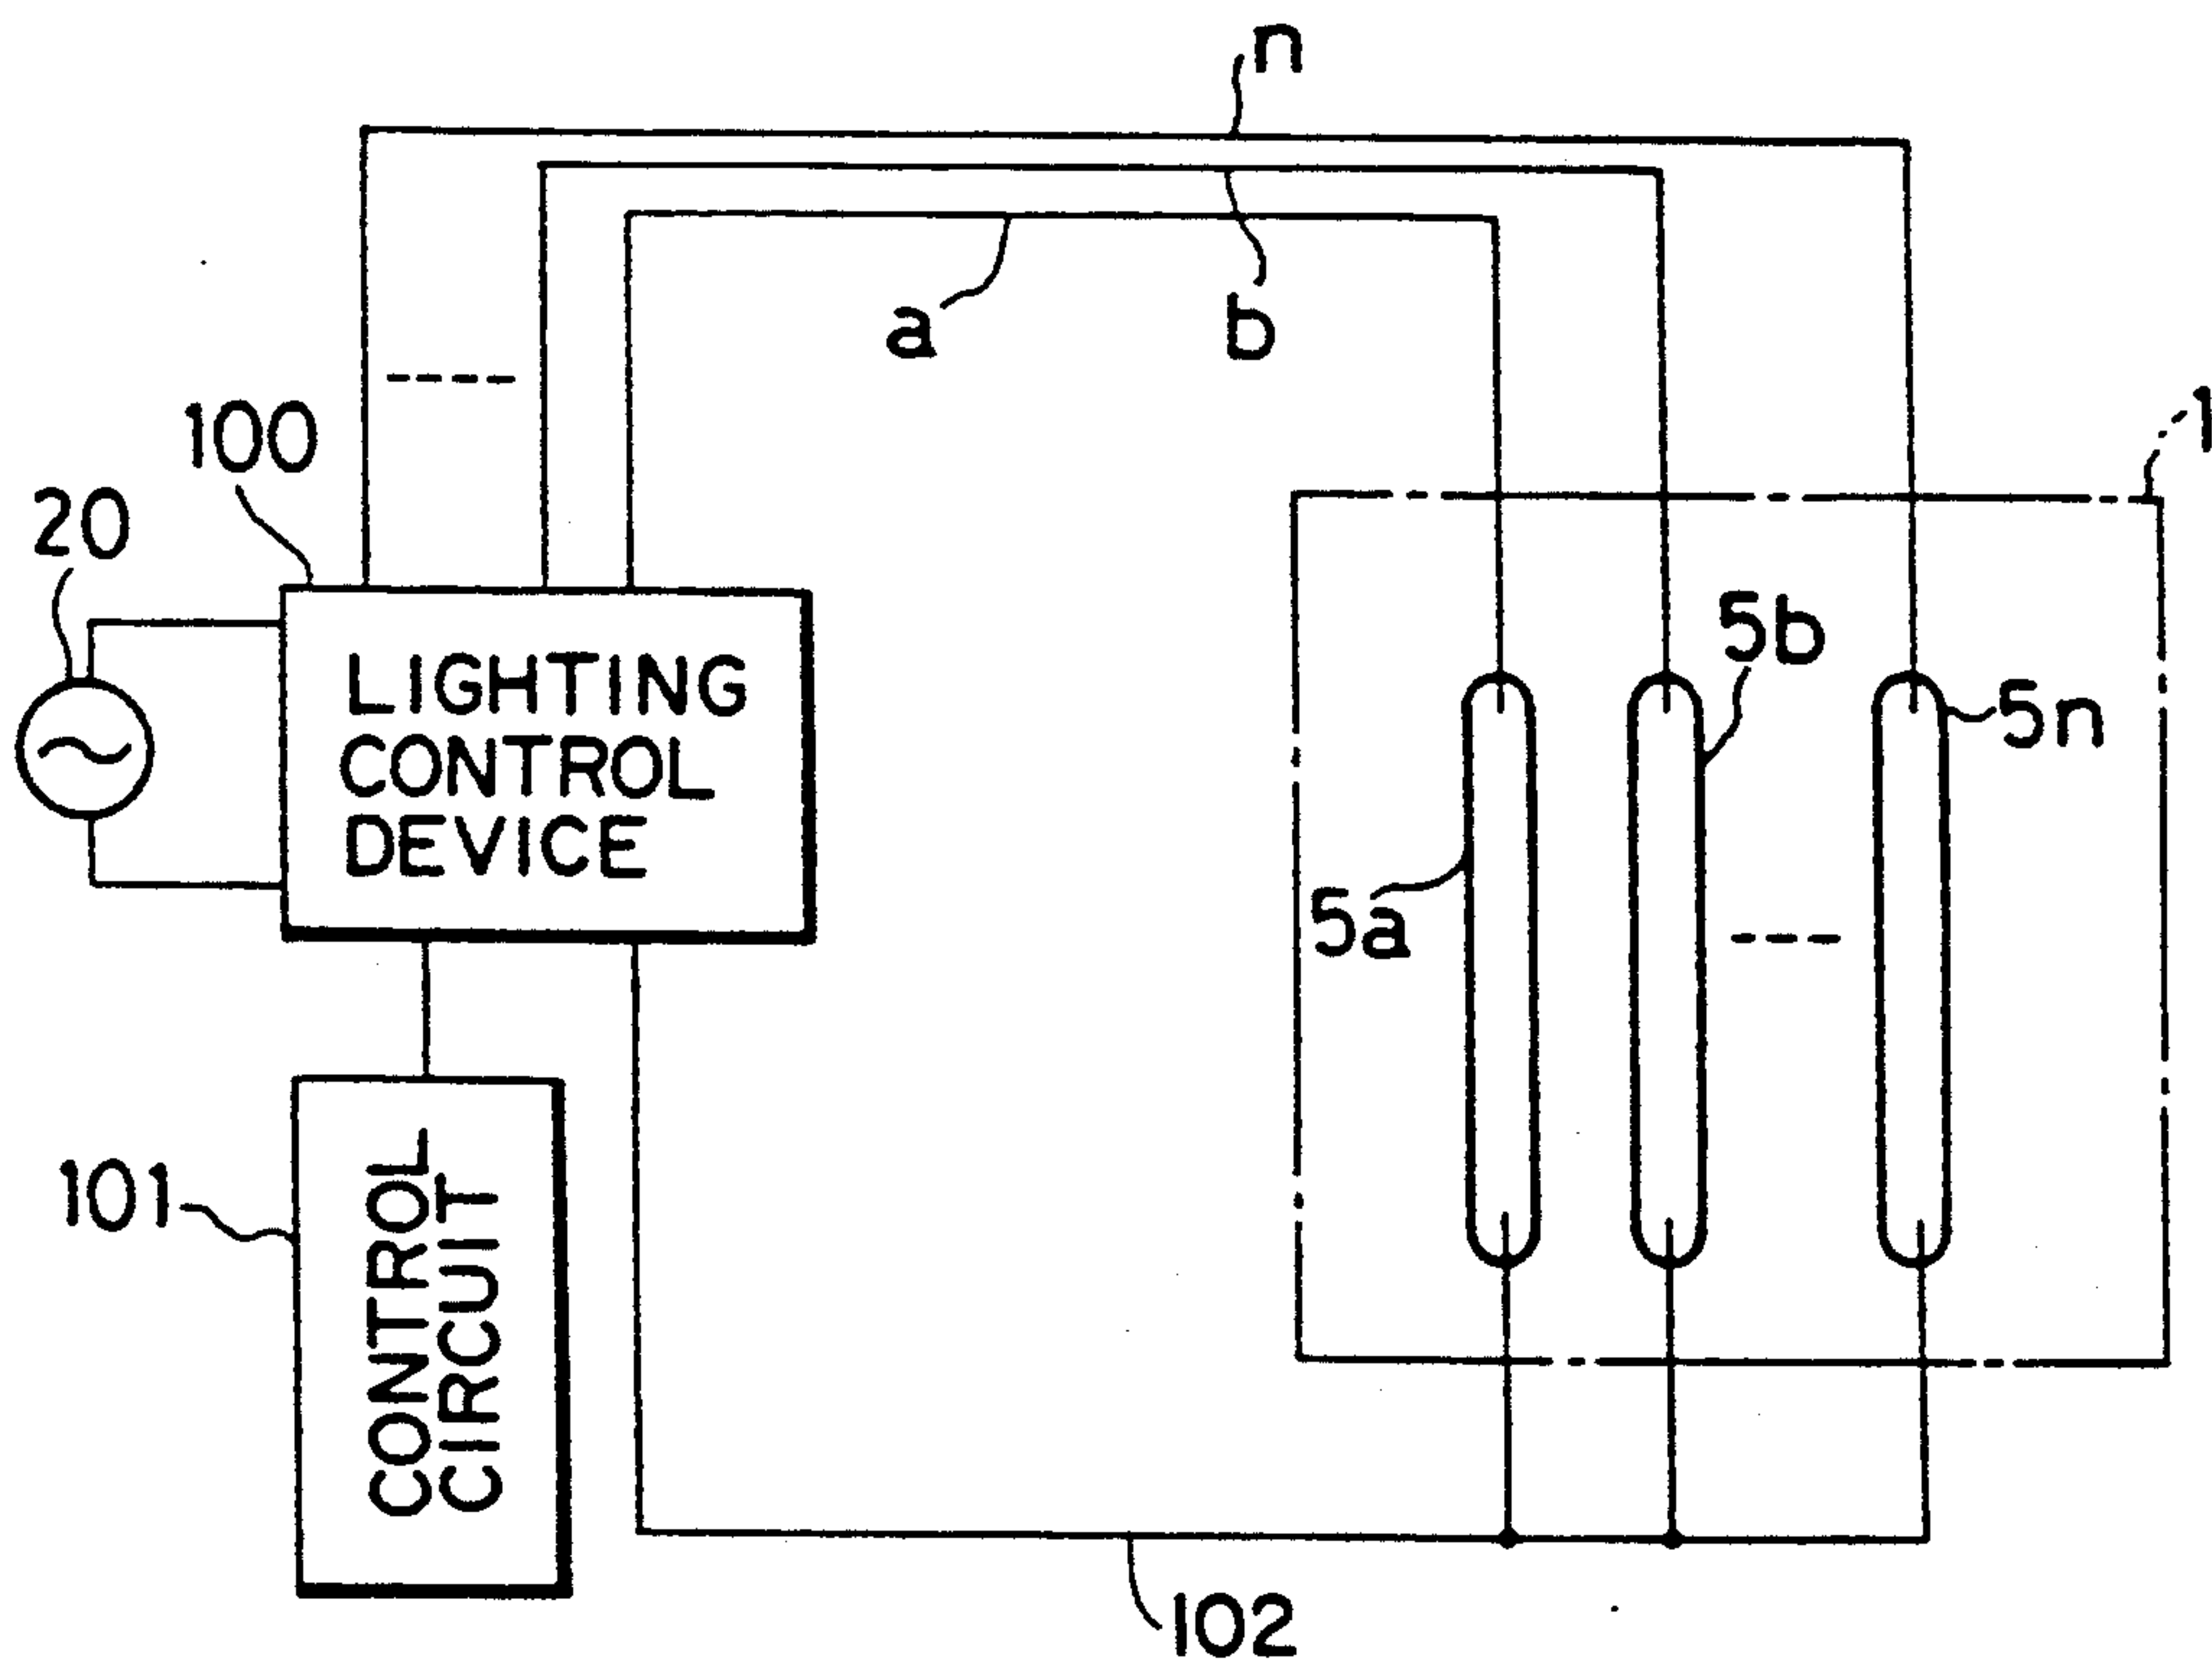 n
a
b
100
1
20
LIGHTING
CONTROL
DEVICE
5b
5n
5a
101
CONTROL
CIRCUIT
102